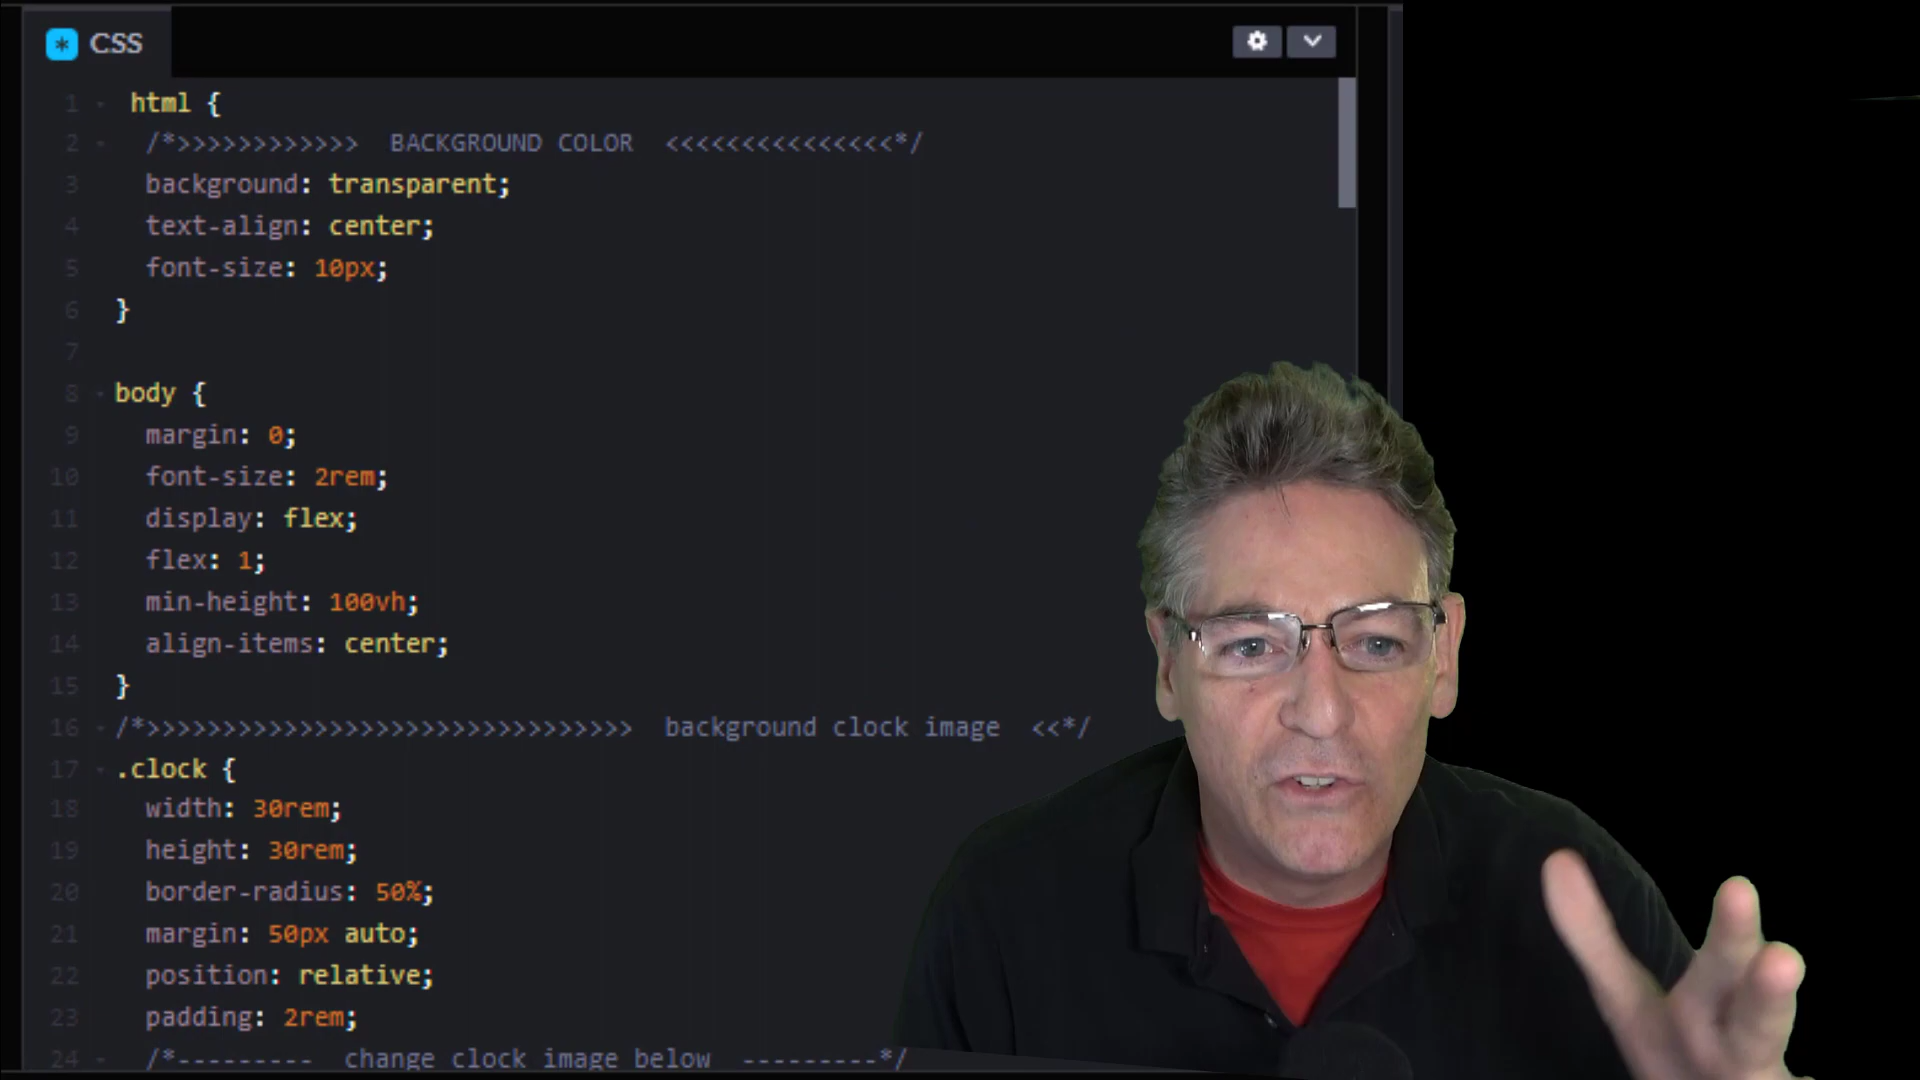 CSS
1 html {
2 /*>>>>>>>>>>>> BACKGROUND COLOR <<<<<<<<<<<<<<<*/
3 background: transparent;
4 text-align: center;
5 font-size: 10px;
6 }
7
8 body {
9 margin: 0;
10 font-size: 2rem;
11 display: flex;
12 flex: 1;
13 min-height: 100vh;
14 align-items: center;
15 }
16 /*>>>>>>>>>>>>>>>>>>>>>>>>>>>>>>>> background clock image <<*/
17 .clock {
18 width: 30rem;
19 height: 30rem;
20 border-radius: 50%;
21 margin: 50px auto;
22 position: relative;
23 padding: 2rem;
24 /*--------- change clock image below ---------*/